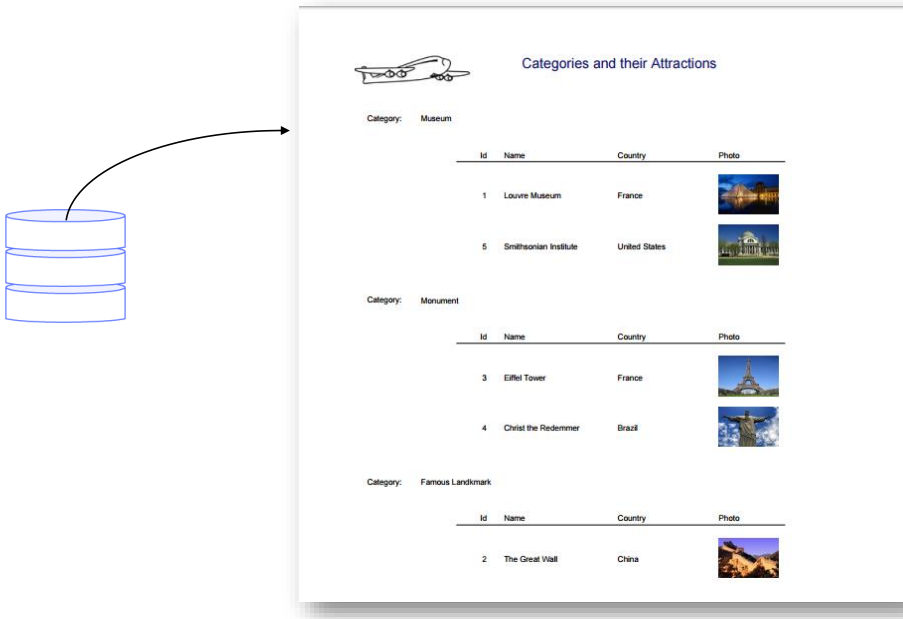 Categories and their Attractions
Category: Museum
Id Name Country Photo
1 Louvre Museum France
5 Smithsonian Institute United States
Category: Monument
Id Name Country Photo
3 Eiffel Tower France
4 Christ the Redemmer Brazil
Category: Famous Landkmark
Id Name Country Photo
2 The Great Wall China